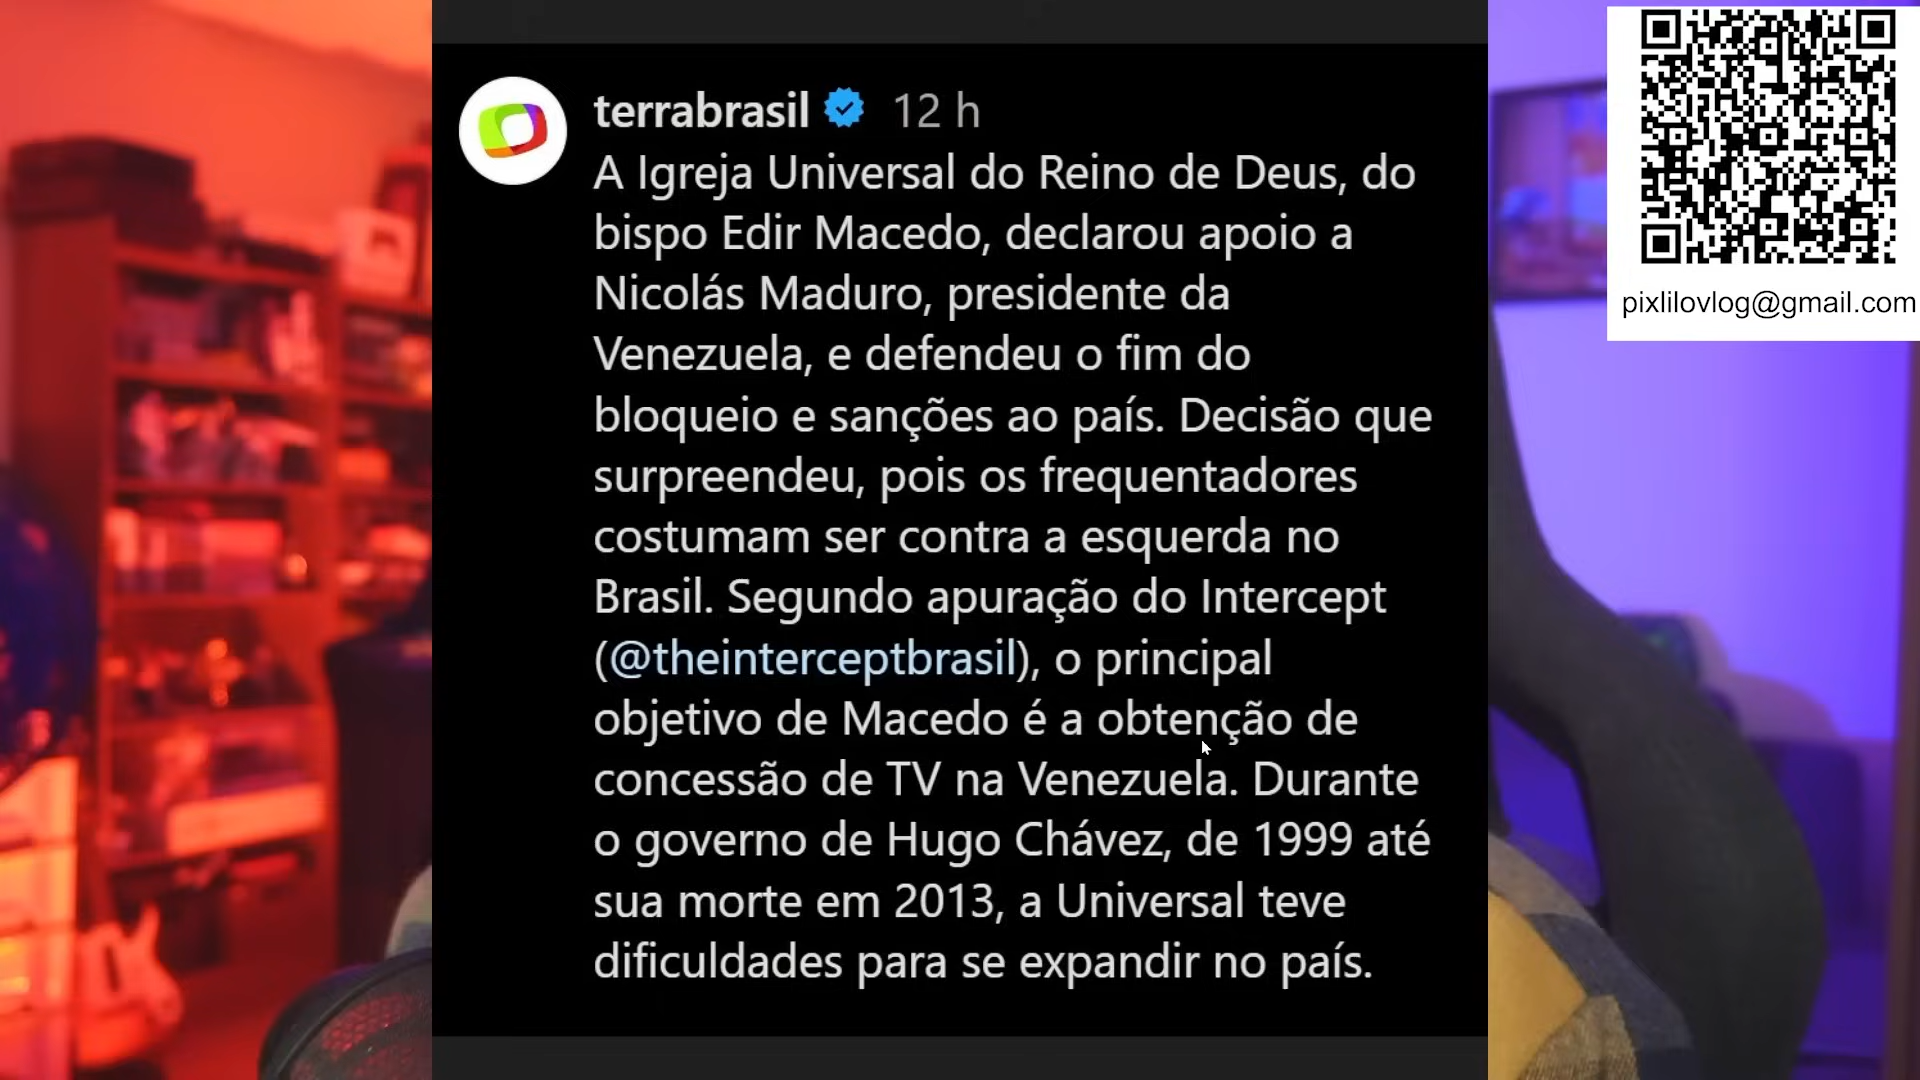 terrabrasil 12 h
A Igreja Universal do Reino de Deus, do
bispo Edir Macedo, declarou apoio a
Nicolás Maduro, presidente da
Venezuela, e defendeu o fim do
bloqueio e sanções ao país. Decisão que
surpreendeu, pois os frequentadores
costumam ser contra a esquerda no
Brasil. Segundo apuração do Intercept
(@theinterceptbrasil), o principal
objetivo de Macedo é a obtenção de
concessão de TV na Venezuela. Durante
o governo de Hugo Chávez, de 1999 até
sua morte em 2013, a Universal teve
dificuldades para se expandir no país.
pixlilovlog@gmail.com